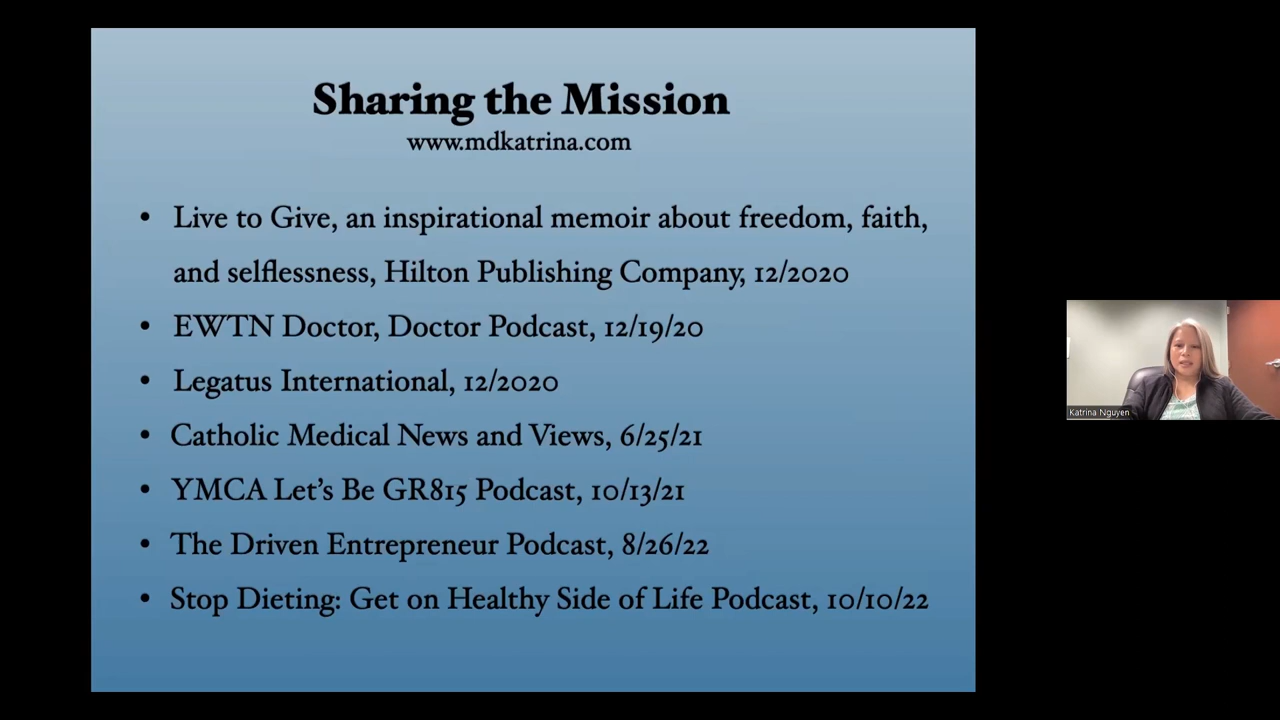 Sharing the Mission
www.mdkatrina.com
• Live to Give, an inspirational memoir about freedom, faith,
and selflessness, Hilton Publishing Company, 12/2020
• EWTN Doctor, Doctor Podcast, 12/19/20
• Legatus International, 12/2020
• Catholic Medical News and Views, 6/25/21
• YMCA Let's Be GR815 Podcast, 10/13/21
• The Driven Entrepreneur Podcast, 8/26/22
• Stop Dieting: Get on Healthy Side of Life Podcast, 10/10/22
Katrina Nguyen